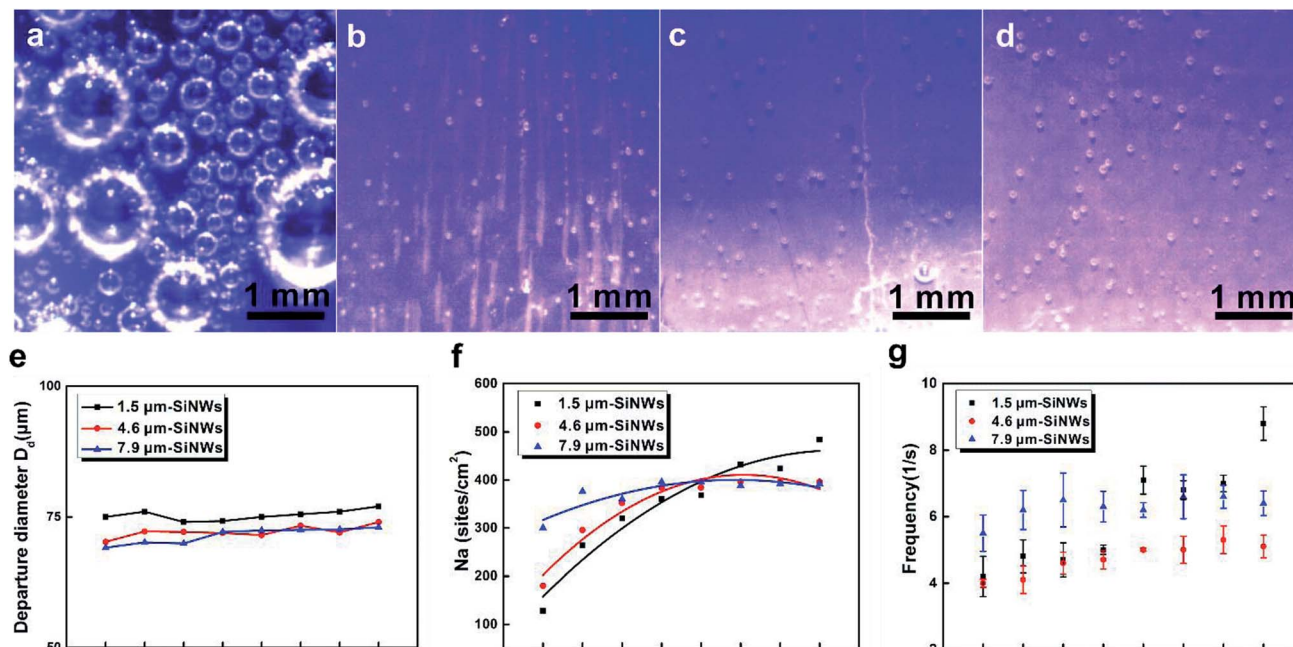 a
b
c
d
1 mm
1 mm
1 mm
1 mm
e
100
75
50
Departure diameter D_d(μm)
1.5 μm-SiNWs
4.6 μm-SiNWs
7.9 μm-SiNWs
f
600
500
400
300
200
100
Na (sites/cm²)
1.5 μm-SiNWs
4.6 μm-SiNWs
7.9 μm-SiNWs
g
10
8
6
4
Frequency(1/s)
1.5 μm-SiNWs
4.6 μm-SiNWs
7.9 μm-SiNWs